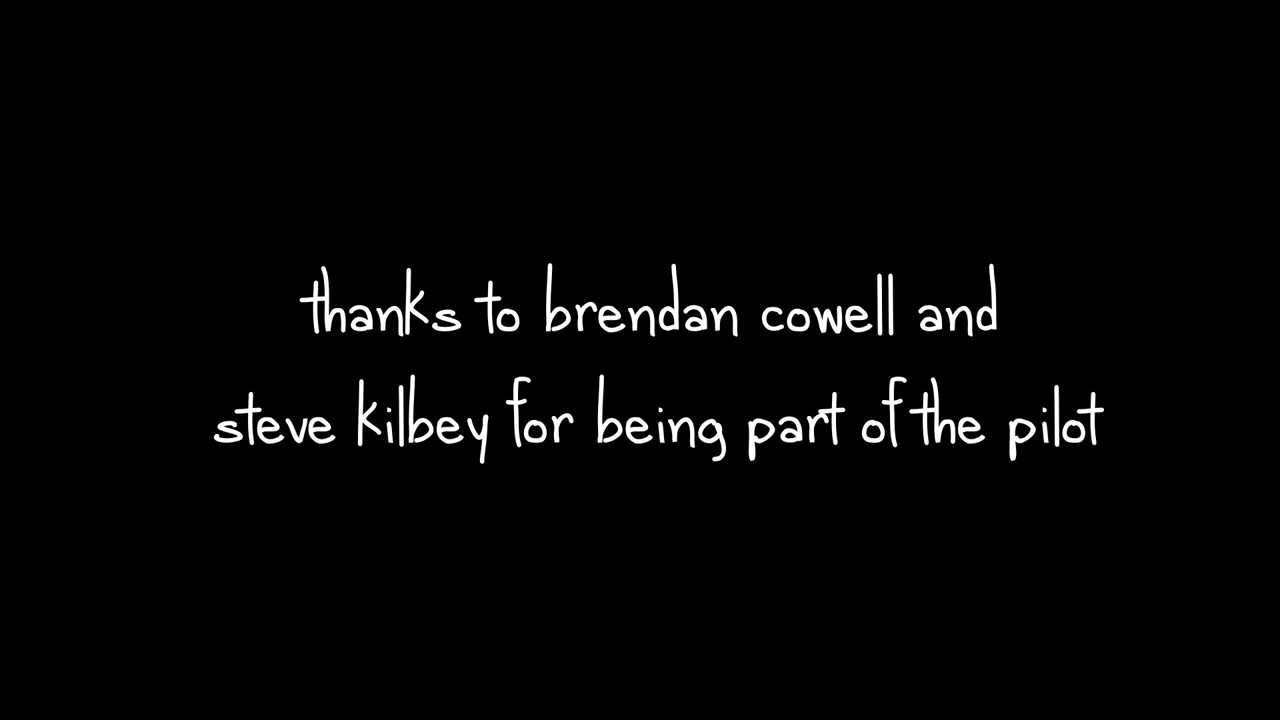 thanks to brendan cowell and
steve kilbey for being part of the pilot